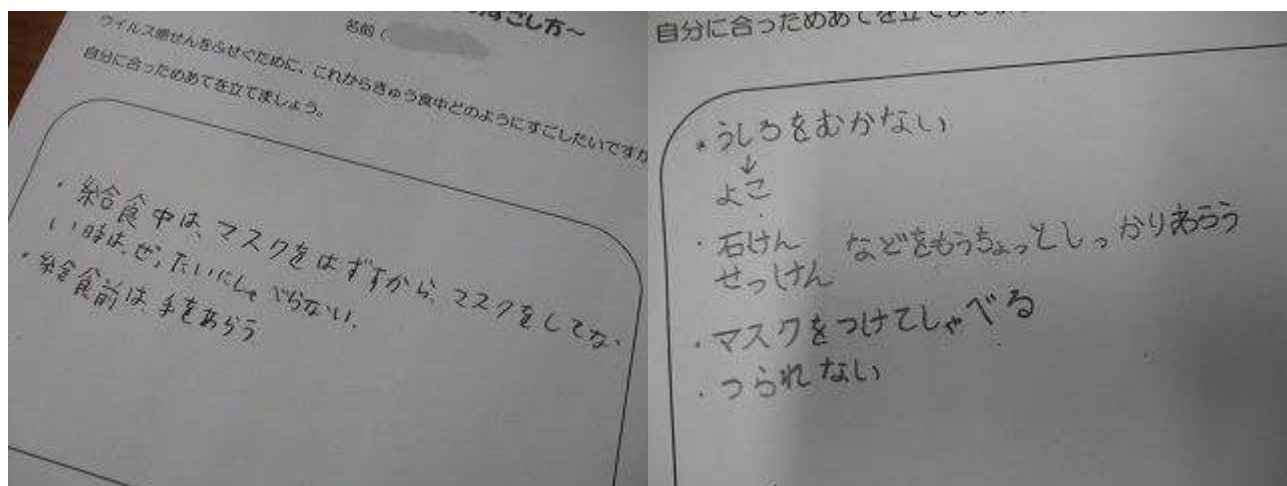 すごし方～
名前(
ウイルス感せんをふせぐために、これからきゅう食中どのようにすごしたいですか
自分に合っためあてを立てましょう。
・給食中は、マスクをはずすから、マスクをしてな
い時は、ぜったいにしゃべらない。
・給食前は、手をあらう
自分に合っためあてを立てましょ
・うしろをむかない
↓
よこ
・石けん などをもうちょっとしっかりあらう
せっけん
・マスクをつけてしゃべる
・つられない